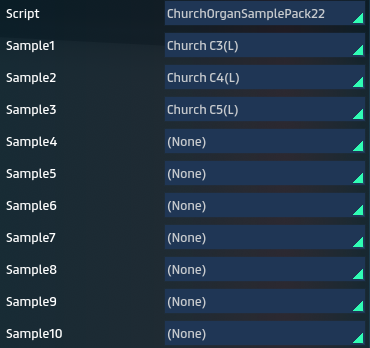 Script ChurchOrganSamplePack22
Sample1 Church C3(L)
Sample2 Church C4(L)
Sample3 Church C5(L)
Sample4 (None)
Sample5 (None)
Sample6 (None)
Sample7 (None)
Sample8 (None)
Sample9 (None)
Sample10 (None)